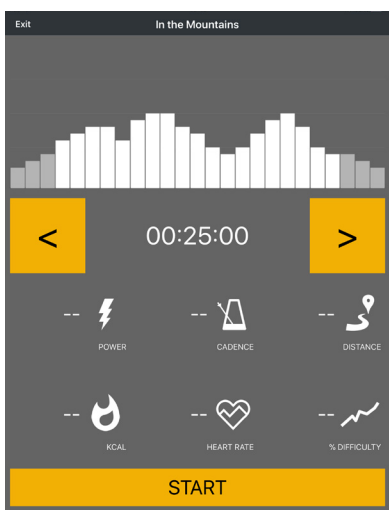 Exit In the Mountains
< 00:25:00 >
-- -- --
POWER CADENCE DISTANCE
-- -- --
KCAL HEART RATE % DIFFICULTY
START